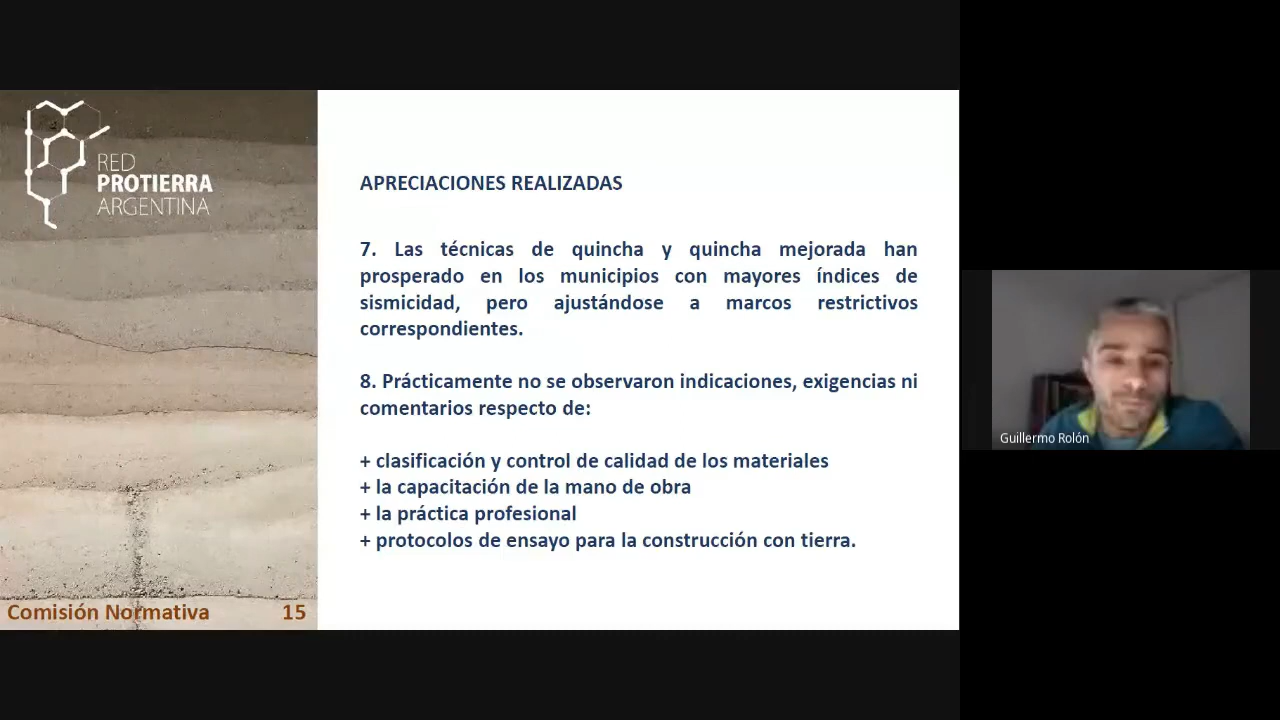 RED
PROTIERRA
ARGENTINA
APRECIACIONES REALIZADAS
7. Las técnicas de quincha y quincha mejorada han
prosperado en los municipios con mayores índices de
sismicidad, pero ajustándose a marcos restrictivos
correspondientes.
8. Prácticamente no se observaron indicaciones, exigencias ni
comentarios respecto de:
+ clasificación y control de calidad de los materiales
+ la capacitación de la mano de obra
+ la práctica profesional
+ protocolos de ensayo para la construcción con tierra.
Comisión Normativa 15
Guillermo Rolón